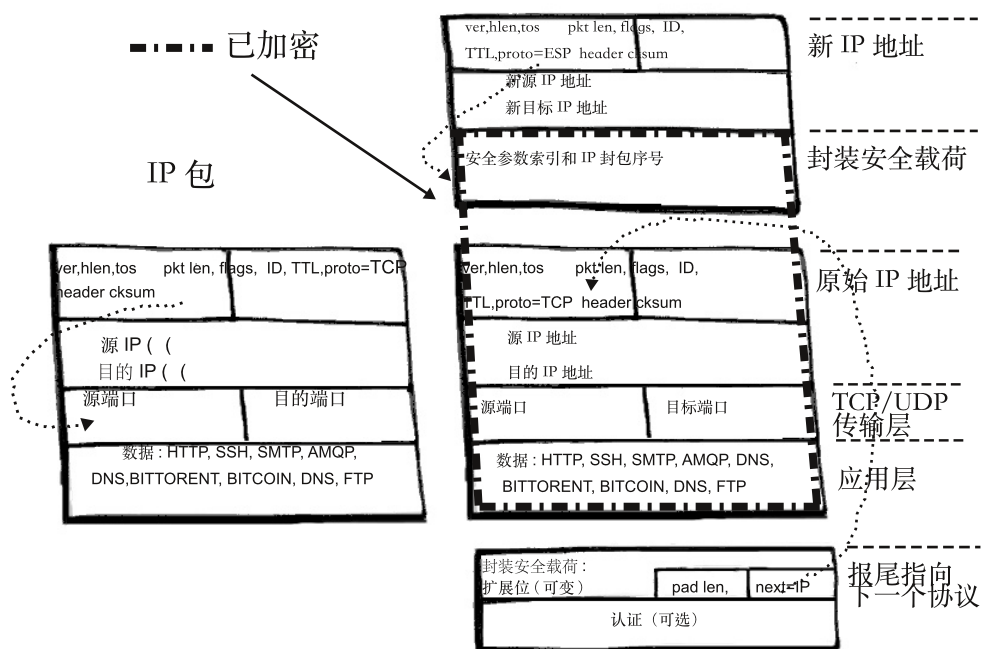 已加密
ver,hlen,tos pkt len, flags, ID,
TTL,proto=ESP header cksum
新源 IP 地址
新目标 IP 地址
新 IP 地址
安全参数索引和 IP 封包序号
封装安全载荷
IP 包
ver,hlen,tos pkt len, flags, ID, TTL,proto=TCP
header cksum
源 IP ( (
目的 IP ( (
源端口 目的端口
数据 : HTTP, SSH, SMTP, AMQP,
DNS,BITTORENT, BITCOIN, DNS, FTP
ver,hlen,tos pkt len, flags, ID,
TTL,proto=TCP header cksum
原始 IP 地址
源 IP 地址
目的 IP 地址
源端口 目标端口
TCP/UDP
传输层
数据 : HTTP, SSH, SMTP, AMQP, DNS,
BITTORENT, BITCOIN, DNS, FTP
应用层
封装安全载荷 :
扩展位 ( 可变 ) pad len, next=IP
报尾指向
下一个协议
认证（可选）